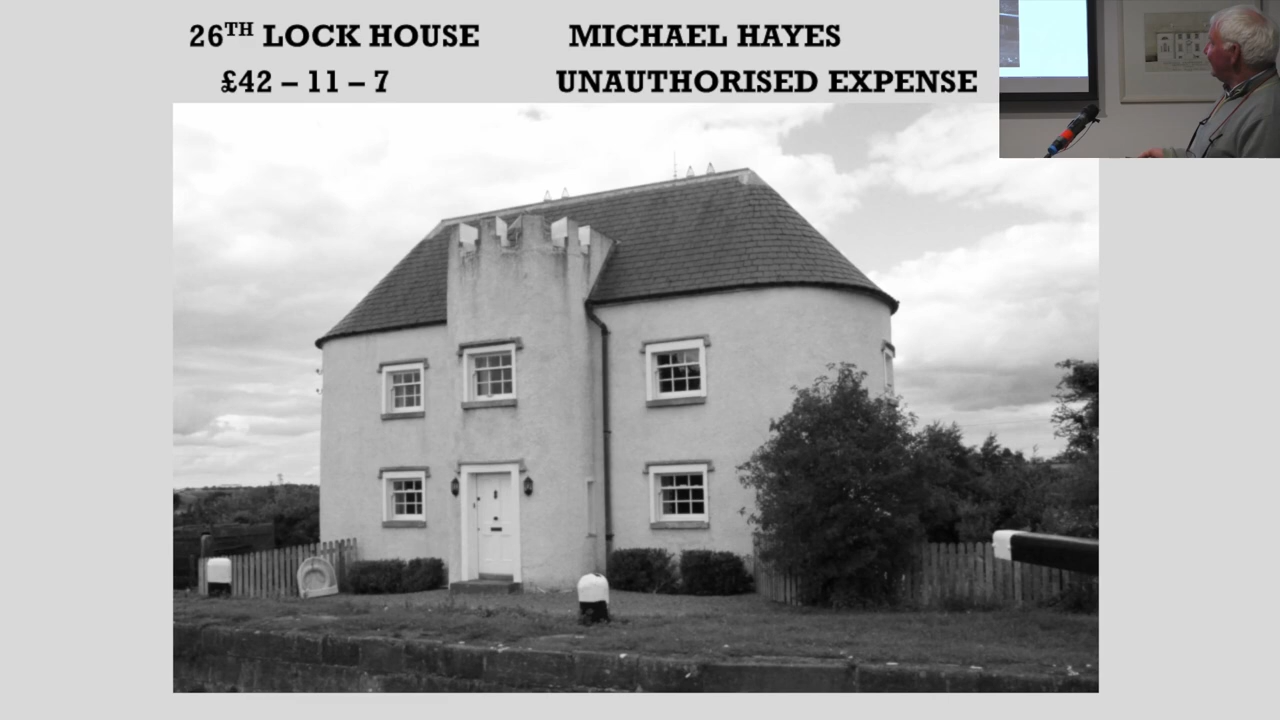 26TH LOCK HOUSE MICHAEL HAYES
£42 – 11 – 7 UNAUTHORISED EXPENSE